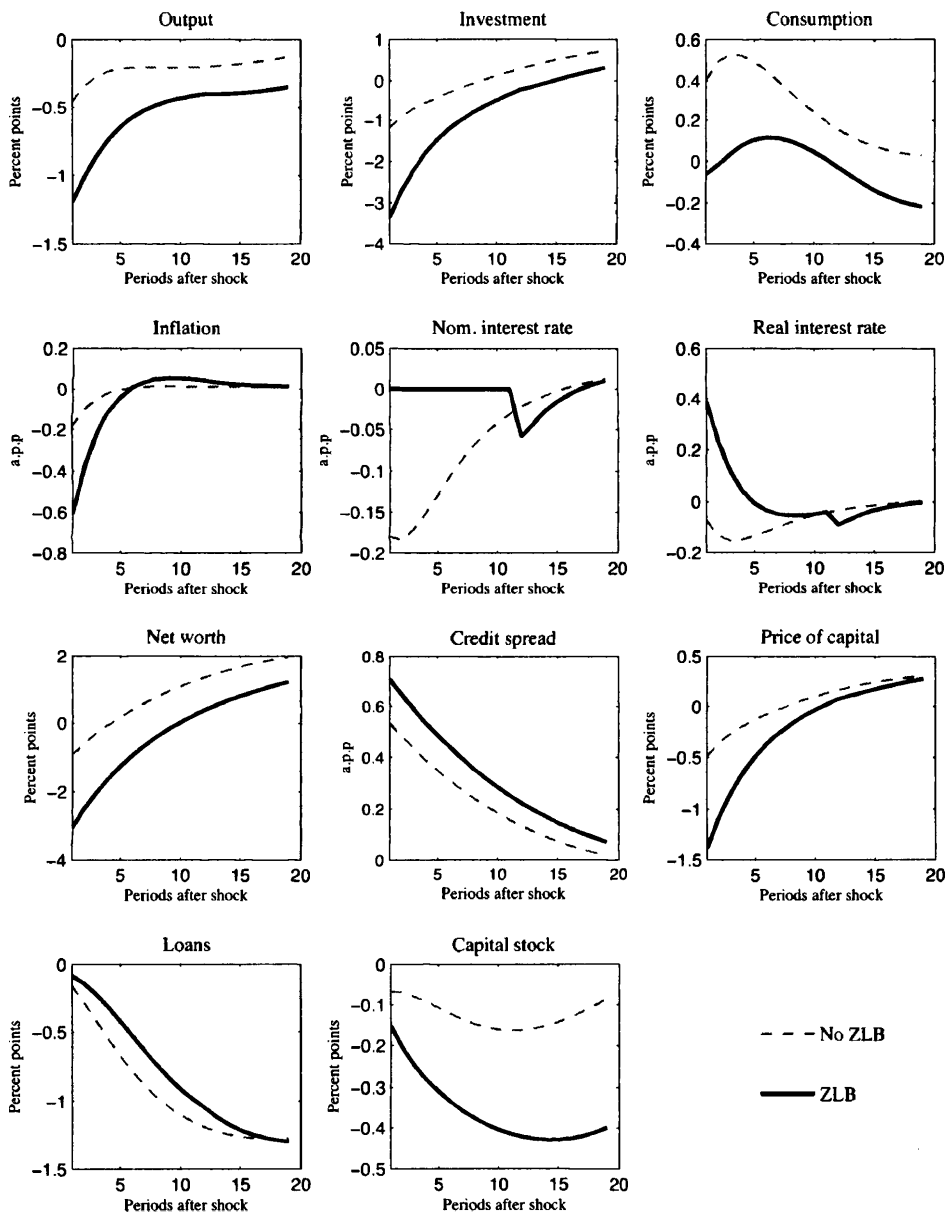 Output
Percent points
0
−0.5
−1
−1.5
5 10 15 20
Periods after shock
Investment
Percent points
1
0
−1
−2
−3
−4
5 10 15 20
Periods after shock
Consumption
Percent points
0.6
0.4
0.2
0
−0.2
−0.4
5 10 15 20
Periods after shock
Inflation
a.p.p
0.2
0
−0.2
−0.4
−0.6
−0.8
5 10 15 20
Periods after shock
Nom. interest rate
a.p.p
0.05
0
−0.05
−0.1
−0.15
−0.2
5 10 15 20
Periods after shock
Real interest rate
a.p.p
0.6
0.4
0.2
0
−0.2
5 10 15 20
Periods after shock
Net worth
Percent points
2
0
−2
−4
5 10 15 20
Periods after shock
Credit spread
a.p.p
0.8
0.6
0.4
0.2
0
5 10 15 20
Periods after shock
Price of capital
Percent points
0.5
0
−0.5
−1
−1.5
5 10 15 20
Periods after shock
Loans
Percent points
0
−0.5
−1
−1.5
5 10 15 20
Periods after shock
Capital stock
Percent points
0
−0.1
−0.2
−0.3
−0.4
−0.5
5 10 15 20
Periods after shock
No ZLB
ZLB